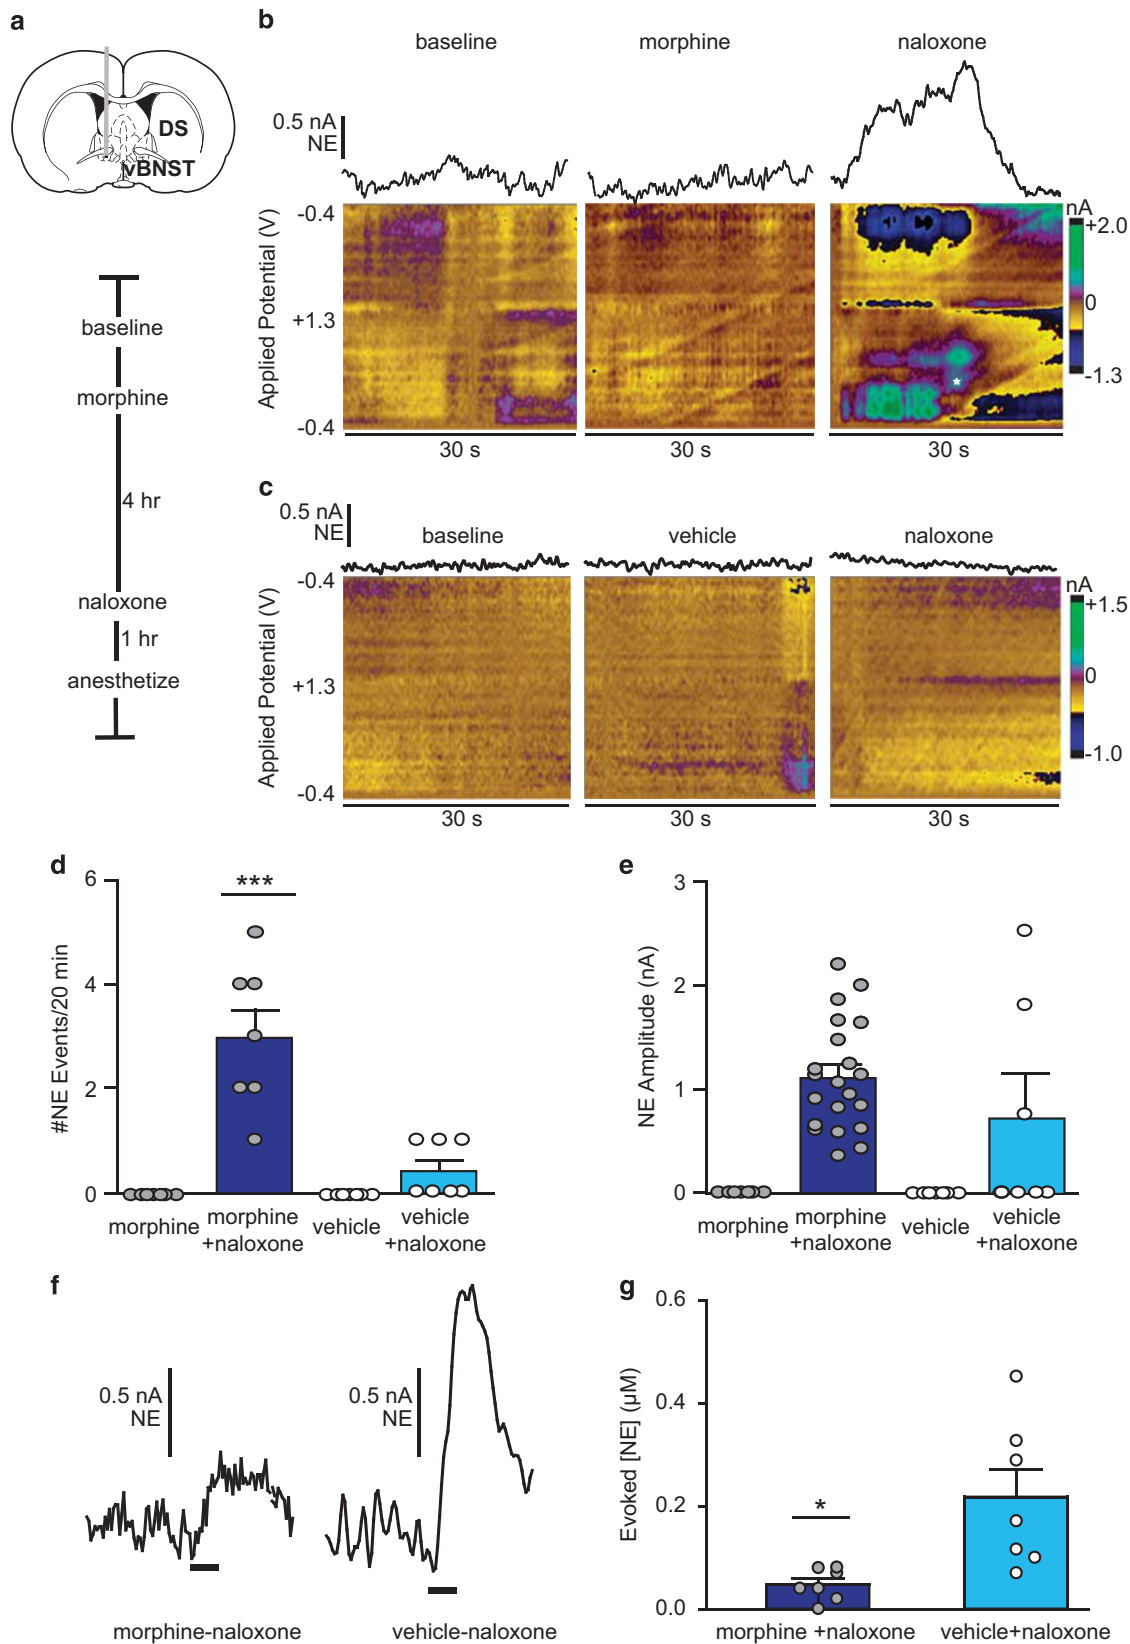 a
DS
vBNST
baseline
morphine
4 hr
naloxone
1 hr
anesthetize
b
baseline
morphine
naloxone
0.5 nA
NE
Applied Potential (V)
-0.4
+1.3
-0.4
30 s
30 s
30 s
nA
+2.0
0
-1.3
*
c
0.5 nA
NE
baseline
vehicle
naloxone
Applied Potential (V)
-0.4
+1.3
-0.4
30 s
30 s
30 s
nA
+1.5
0
-1.0
d
#NE Events/20 min
6
4
2
0
***
morphine
morphine
+naloxone
vehicle
vehicle
+naloxone
e
NE Amplitude (nA)
3
2
1
0
morphine
morphine
+naloxone
vehicle
vehicle
+naloxone
f
0.5 nA
NE
0.5 nA
NE
morphine-naloxone
vehicle-naloxone
g
Evoked [NE] (µM)
0.6
0.4
0.2
0.0
*
morphine +naloxone
vehicle+naloxone